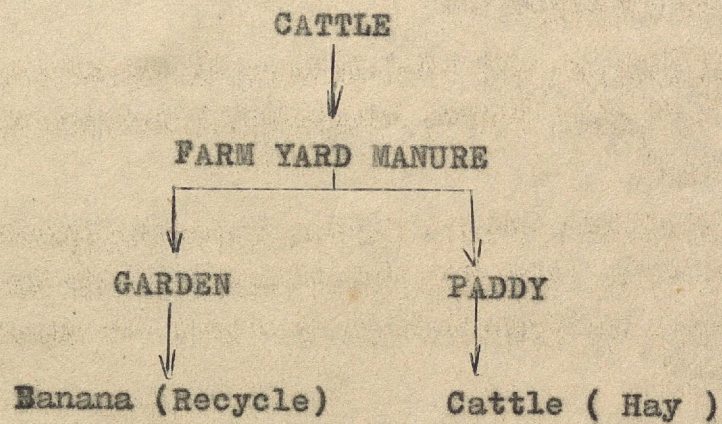 CATTLE
FARM YARD MANURE
GARDEN PADDY
Banana (Recycle) Cattle ( Hay )